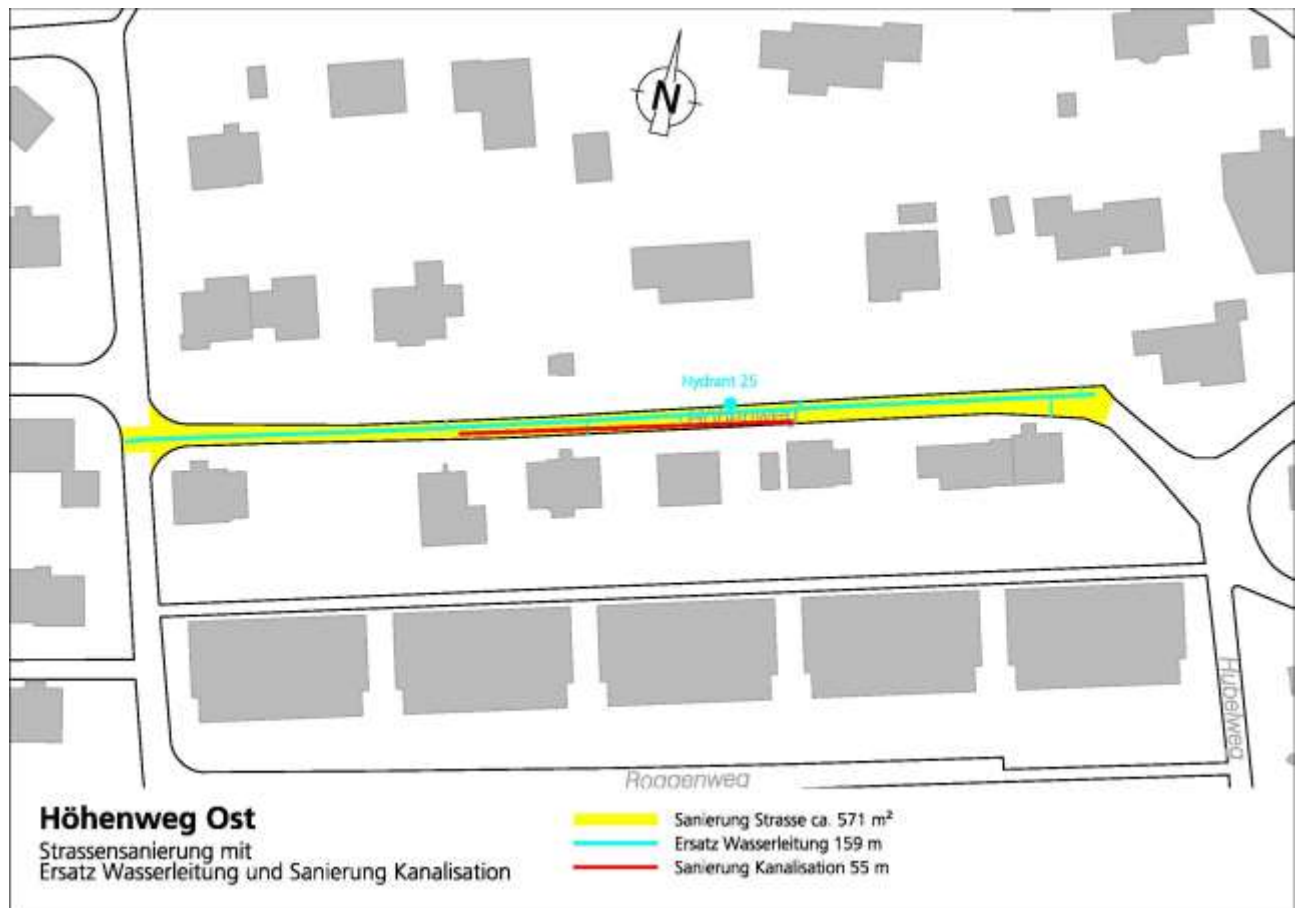 N
Hydrant 25
Hubelweg
Roggenweg
Höhenweg Ost
Strassensanierung mit
Ersatz Wasserleitung und Sanierung Kanalisation
Sanierung Strasse ca. 571 m²
Ersatz Wasserleitung 159 m
Sanierung Kanalisation 55 m